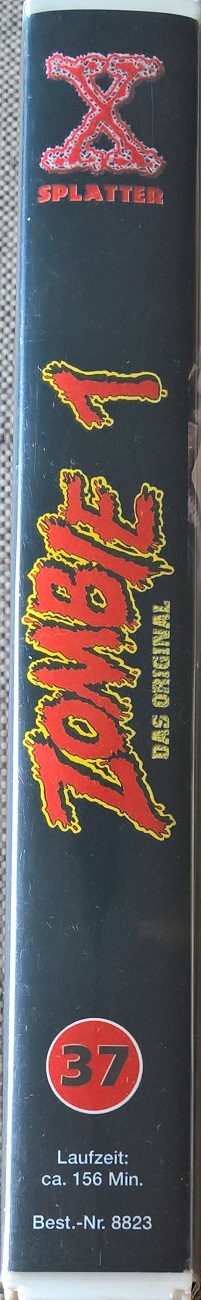 X
SPLATTER
ZOMBIE 1
DAS ORIGINAL
37
Laufzeit:
ca. 156 Min.
Best.-Nr. 8823